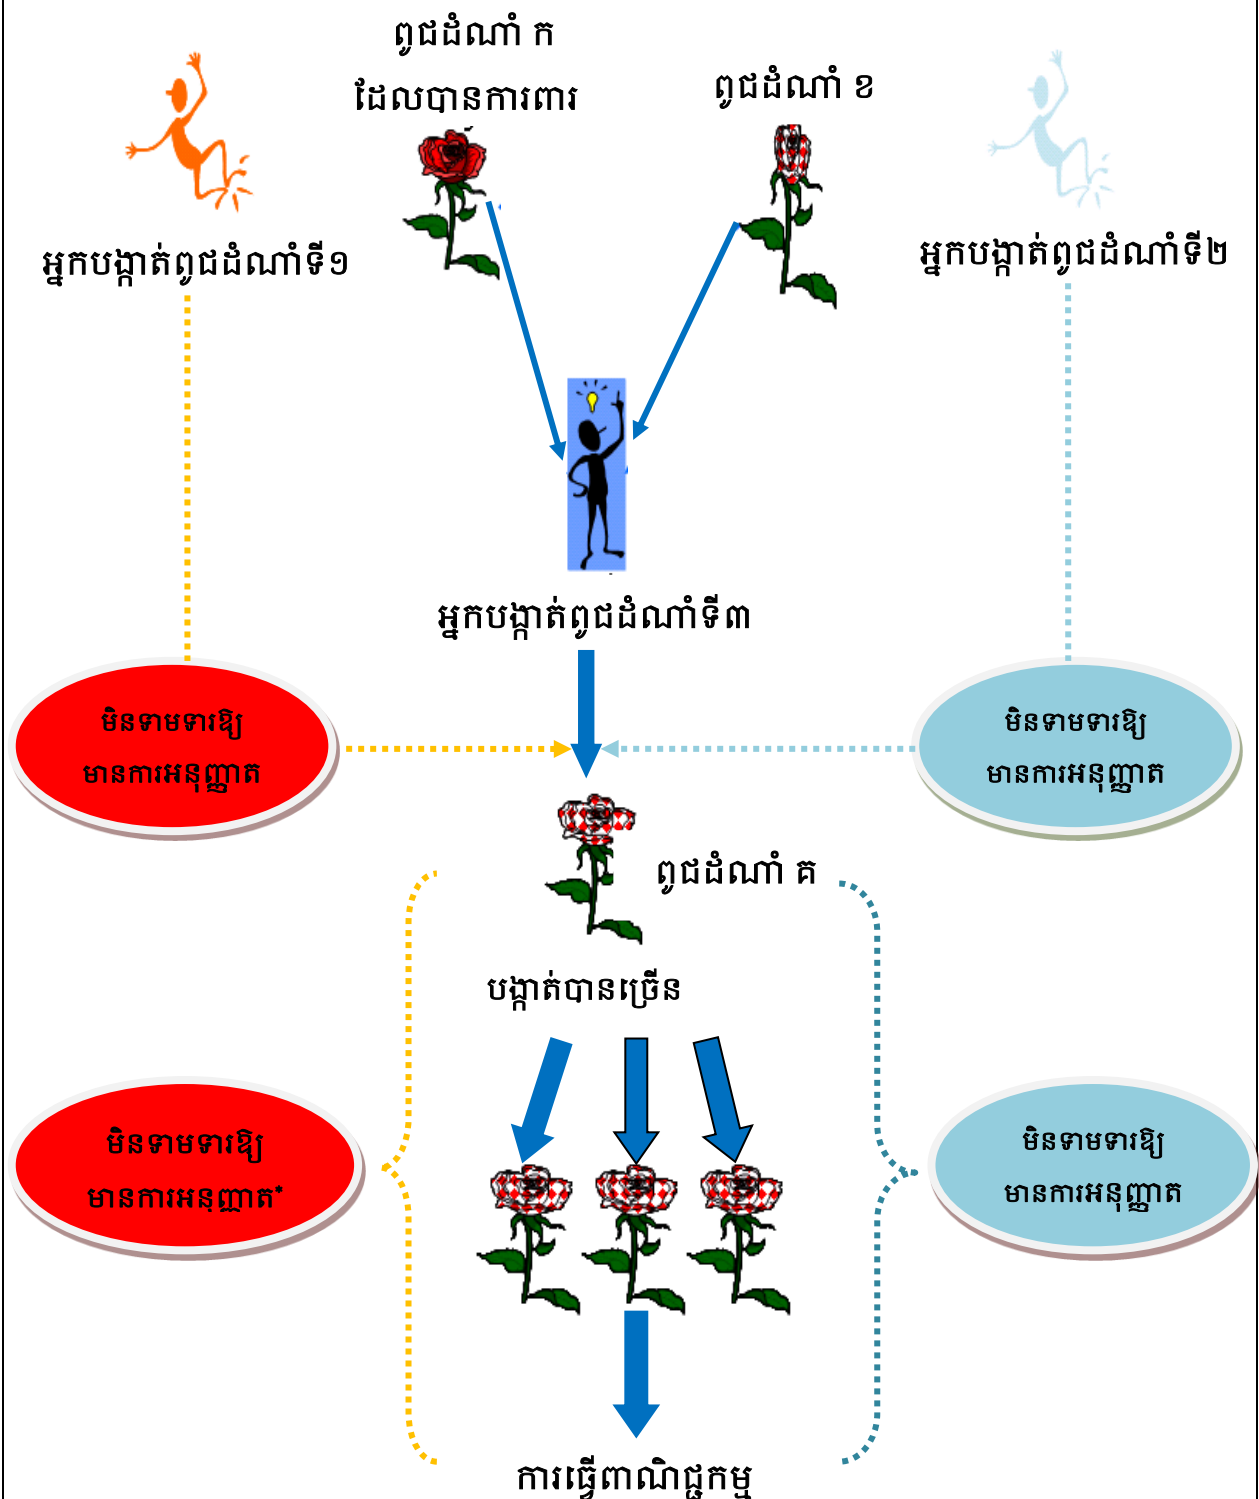 ពូជដំណាំ ក
ដែលបានការពារ
ពូជដំណាំ ខ
អ្នកបង្កាត់ពូជដំណាំទី១
អ្នកបង្កាត់ពូជដំណាំទី២
អ្នកបង្កាត់ពូជដំណាំទី៣
មិនទាមទារឱ្យ
មានការអនុញ្ញាត
មិនទាមទារឱ្យ
មានការអនុញ្ញាត
ពូជដំណាំ គ
បង្កាត់បានច្រើន
មិនទាមទារឱ្យ
មានការអនុញ្ញាត*
មិនទាមទារឱ្យ
មានការអនុញ្ញាត
ការធ្វើពាណិជ្ជកម្ម